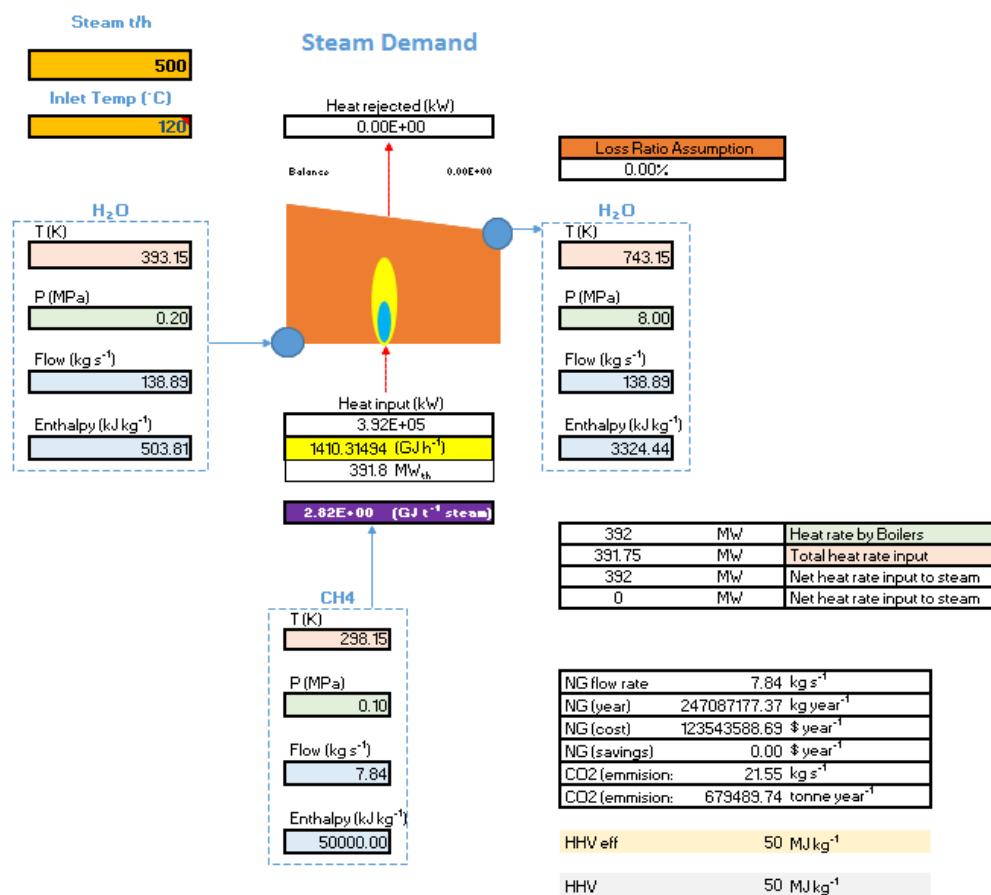 Steam t/h
Steam Demand
500
Inlet Temp (°C)
120
Heat rejected (kW)
0.00E+00
Loss Ratio Assumption
0.00%
Balance 0.00E+00
H₂O
T (K)
393.15
P (MPa)
0.20
Flow (kg s⁻¹)
138.89
Enthalpy (kJ kg⁻¹)
503.81
H₂O
T (K)
743.15
P (MPa)
8.00
Flow (kg s⁻¹)
138.89
Enthalpy (kJ kg⁻¹)
3324.44
Heat input (kW)
3.92E+05
1410.31494 (GJ h⁻¹)
391.8 MWth
2.82E+00 (GJ t⁻¹ steam)
CH4
T (K)
298.15
P (MPa)
0.10
Flow (kg s⁻¹)
7.84
Enthalpy (kJ kg⁻¹)
50000.00
392 MW Heat rate by Boilers
391.75 MW Total heat rate input
392 MW Net heat rate input to steam
0 MW Net heat rate input to steam
NG flow rate 7.84 kg s⁻¹
NG (year) 247087177.37 kg year⁻¹
NG (cost) 123543588.69 $ year⁻¹
NG (savings) 0.00 $ year⁻¹
CO2 (emmision: 21.55 kg s⁻¹
CO2 (emmision: 679489.74 tonne year⁻¹
HHV eff 50 MJ kg⁻¹
HHV 50 MJ kg⁻¹